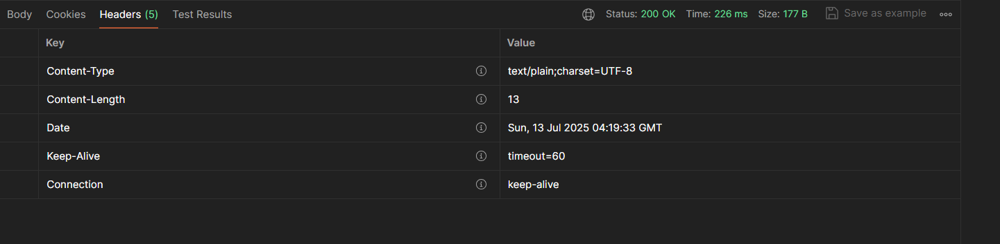 Body Cookies Headers (5) Test Results Status: 200 OK Time: 226 ms Size: 177 B Save as example
Key Value
Content-Type text/plain;charset=UTF-8
Content-Length 13
Date Sun, 13 Jul 2025 04:19:33 GMT
Keep-Alive timeout=60
Connection keep-alive